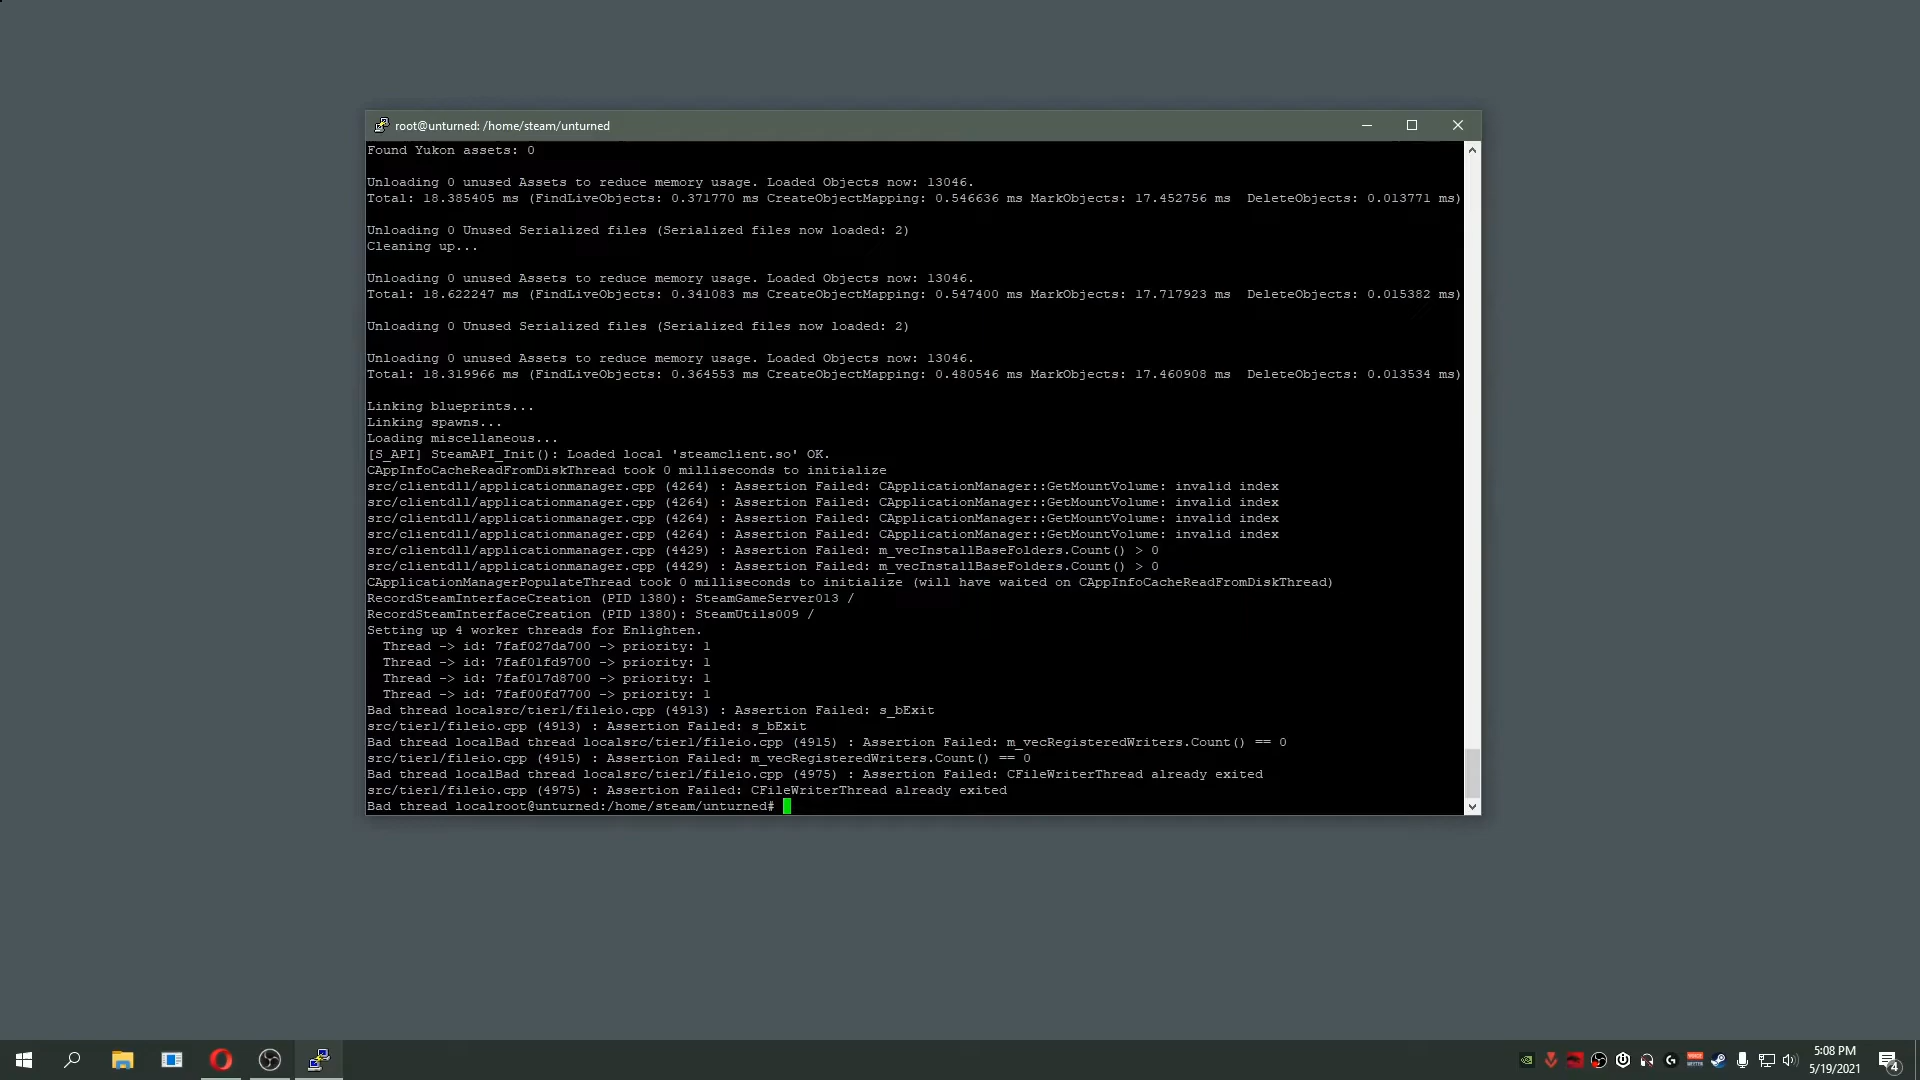 root@unturned: /home/steam/unturned
Found Yukon assets: 0
Unloading 0 unused Assets to reduce memory usage. Loaded Objects now: 13046.
Total: 18.385405 ms (FindLiveObjects: 0.371770 ms CreateObjectMapping: 0.546636 ms MarkObjects: 17.452756 ms  DeleteObjects: 0.013771 ms)
Unloading 0 Unused Serialized files (Serialized files now loaded: 2)
Cleaning up...
Unloading 0 unused Assets to reduce memory usage. Loaded Objects now: 13046.
Total: 18.622247 ms (FindLiveObjects: 0.341083 ms CreateObjectMapping: 0.547400 ms MarkObjects: 17.717923 ms  DeleteObjects: 0.015382 ms)
Unloading 0 Unused Serialized files (Serialized files now loaded: 2)
Unloading 0 unused Assets to reduce memory usage. Loaded Objects now: 13046.
Total: 18.319966 ms (FindLiveObjects: 0.364553 ms CreateObjectMapping: 0.480546 ms MarkObjects: 17.460908 ms  DeleteObjects: 0.013534 ms)
Linking blueprints...
Linking spawns...
Loading miscellaneous...
[S_API] SteamAPI_Init(): Loaded local 'steamclient.so' OK.
CAppInfoCacheReadFromDiskThread took 0 milliseconds to initialize
src/clientdll/applicationmanager.cpp (4264) : Assertion Failed: CApplicationManager::GetMountVolume: invalid index
src/clientdll/applicationmanager.cpp (4264) : Assertion Failed: CApplicationManager::GetMountVolume: invalid index
src/clientdll/applicationmanager.cpp (4264) : Assertion Failed: CApplicationManager::GetMountVolume: invalid index
src/clientdll/applicationmanager.cpp (4264) : Assertion Failed: CApplicationManager::GetMountVolume: invalid index
src/clientdll/applicationmanager.cpp (4429) : Assertion Failed: m_vecInstallBaseFolders.Count() > 0
src/clientdll/applicationmanager.cpp (4429) : Assertion Failed: m_vecInstallBaseFolders.Count() > 0
CApplicationManagerPopulateThread took 0 milliseconds to initialize (will have waited on CAppInfoCacheReadFromDiskThread)
RecordSteamInterfaceCreation (PID 1380): SteamGameServer013 /
RecordSteamInterfaceCreation (PID 1380): SteamUtils009 /
Setting up 4 worker threads for Enlighten.
  Thread -> id: 7faf027da700 -> priority: 1
  Thread -> id: 7faf01fd9700 -> priority: 1
  Thread -> id: 7faf017d8700 -> priority: 1
  Thread -> id: 7faf00fd7700 -> priority: 1
Bad thread localsrc/tier1/fileio.cpp (4913) : Assertion Failed: s_bExit
src/tier1/fileio.cpp (4913) : Assertion Failed: s_bExit
Bad thread localBad thread localsrc/tier1/fileio.cpp (4915) : Assertion Failed: m_vecRegisteredWriters.Count() == 0
src/tier1/fileio.cpp (4915) : Assertion Failed: m_vecRegisteredWriters.Count() == 0
Bad thread localBad thread localsrc/tier1/fileio.cpp (4975) : Assertion Failed: CFileWriterThread already exited
src/tier1/fileio.cpp (4975) : Assertion Failed: CFileWriterThread already exited
Bad thread localroot@unturned:/home/steam/unturned#
5:08 PM
5/19/2021
4